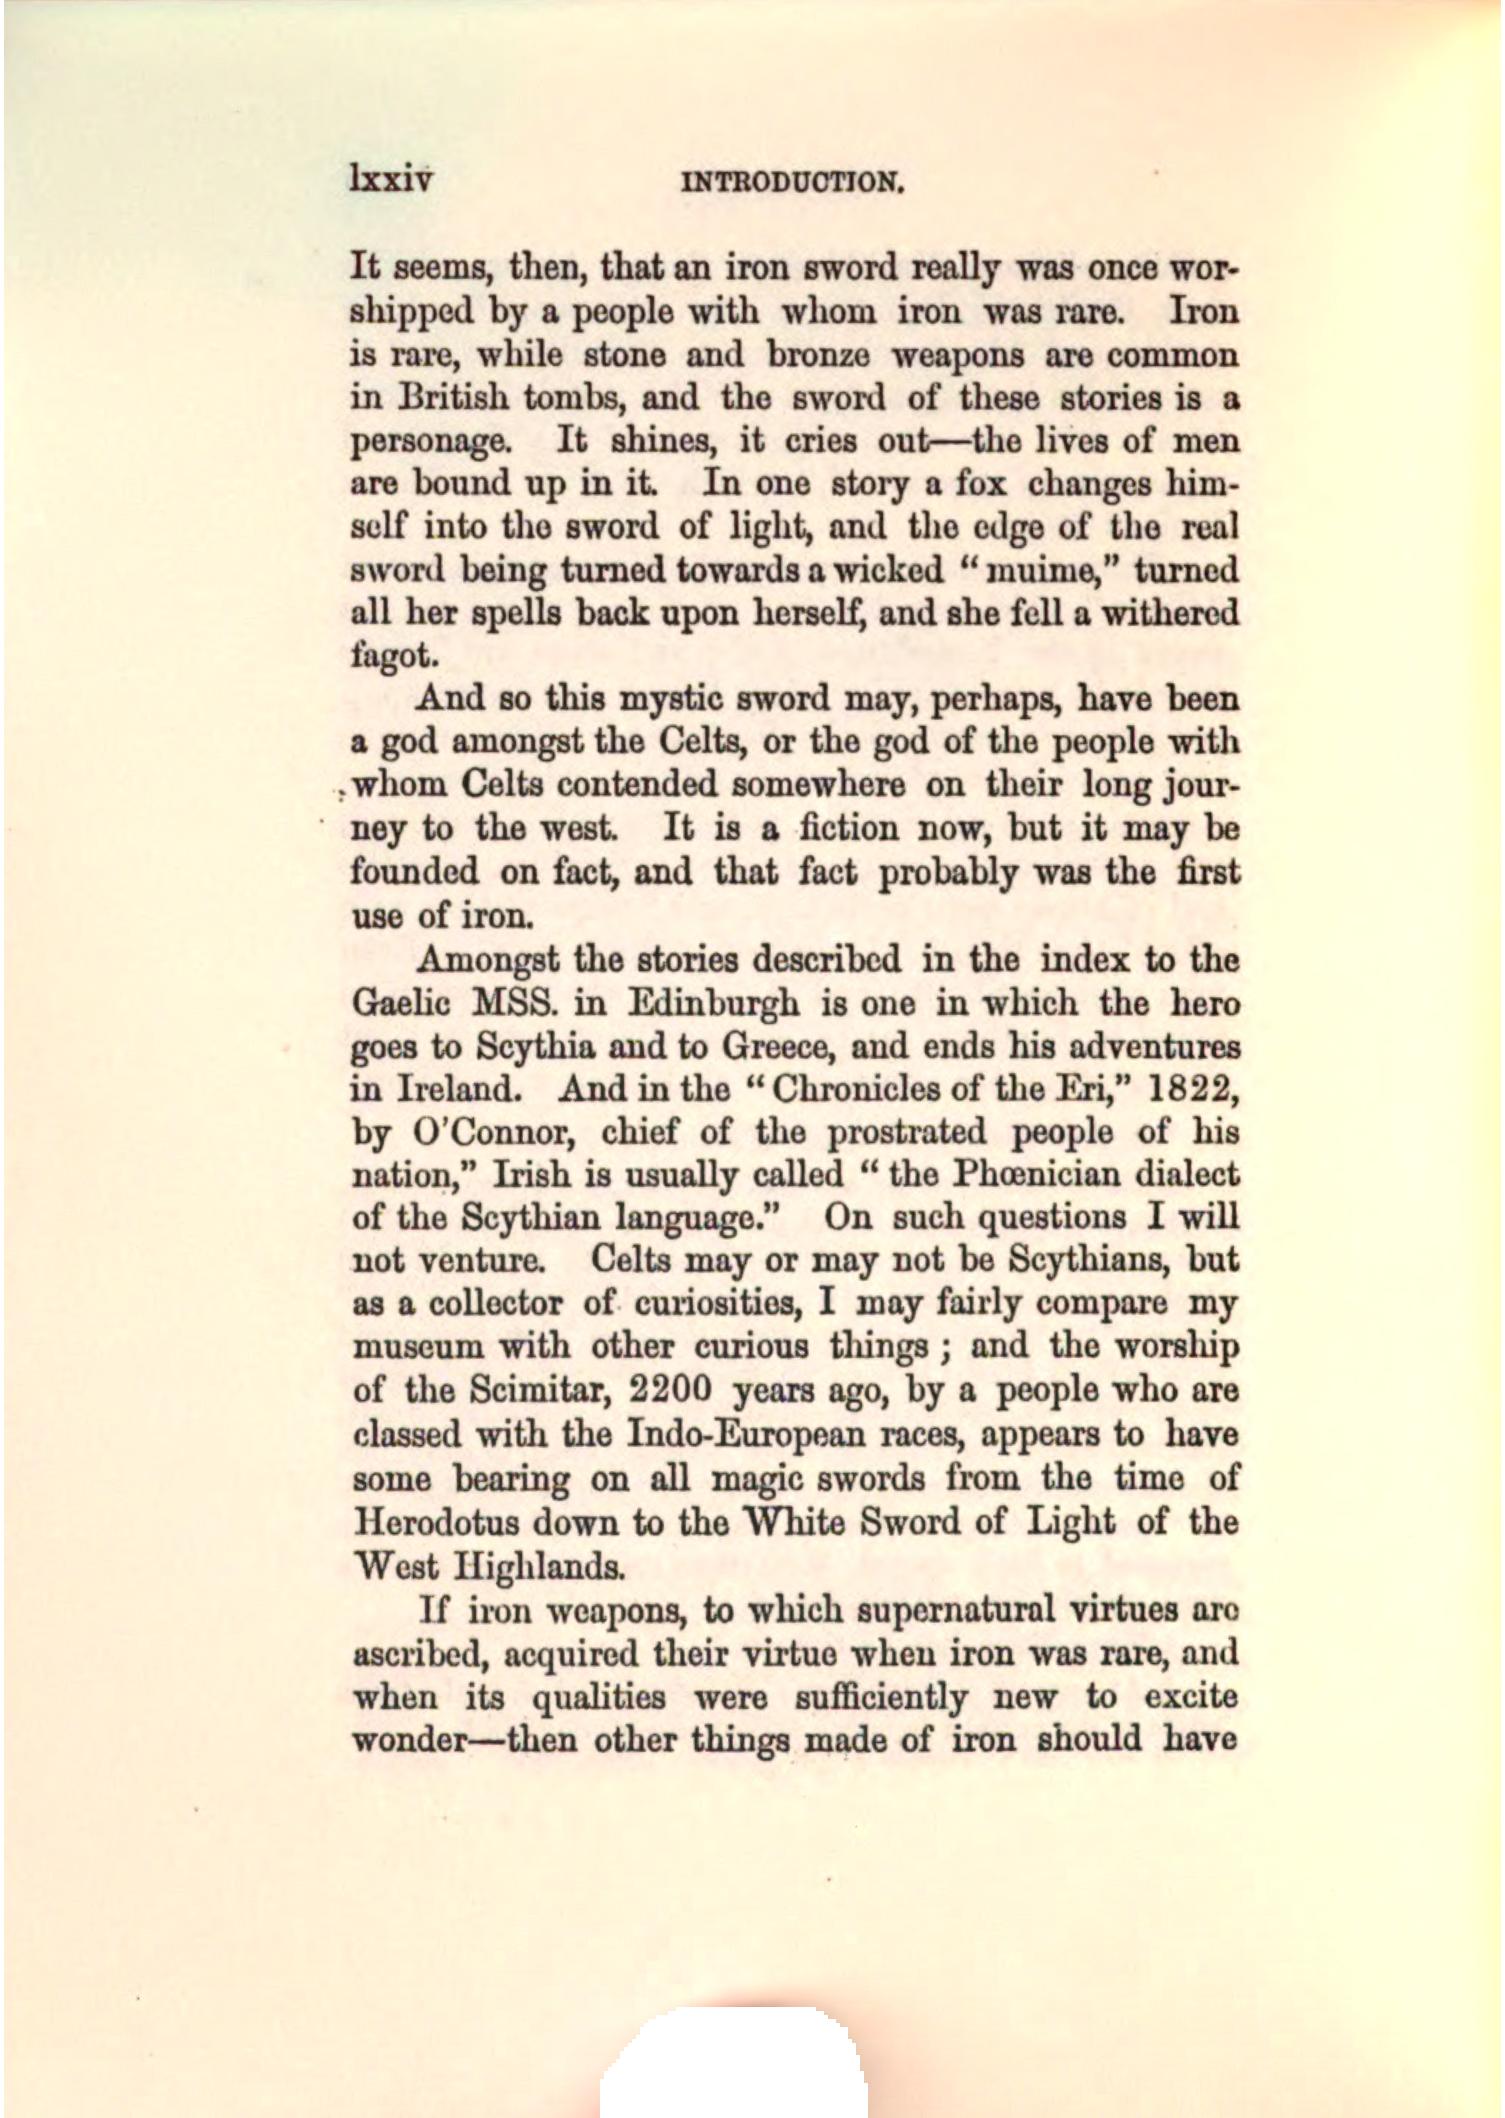 lxxiv INTRODUCTION.
It seems, then, that an iron sword really was once wor-
shipped by a people with whom iron was rare. Iron
is rare, while stone and bronze weapons are common
in British tombs, and the sword of these stories is a
personage. It shines, it cries out—the lives of men
are bound up in it. In one story a fox changes him-
self into the sword of light, and the edge of the real
sword being turned towards a wicked “muime,” turned
all her spells back upon herself, and she fell a withered
fagot.
And so this mystic sword may, perhaps, have been
a god amongst the Celts, or the god of the people with
whom Celts contended somewhere on their long jour-
ney to the west. It is a fiction now, but it may be
founded on fact, and that fact probably was the first
use of iron.
Amongst the stories described in the index to the
Gaelic MSS. in Edinburgh is one in which the hero
goes to Scythia and to Greece, and ends his adventures
in Ireland. And in the “Chronicles of the Eri,” 1822,
by O'Connor, chief of the prostrated people of his
nation,” Irish is usually called “the Phœnician dialect
of the Scythian language.” On such questions I will
not venture. Celts may or may not be Scythians, but
as a collector of curiosities, I may fairly compare my
museum with other curious things ; and the worship
of the Scimitar, 2200 years ago, by a people who are
classed with the Indo-European races, appears to have
some bearing on all magic swords from the time of
Herodotus down to the White Sword of Light of the
West Highlands.
If iron weapons, to which supernatural virtues are
ascribed, acquired their virtue when iron was rare, and
when its qualities were sufficiently new to excite
wonder—then other things made of iron should have